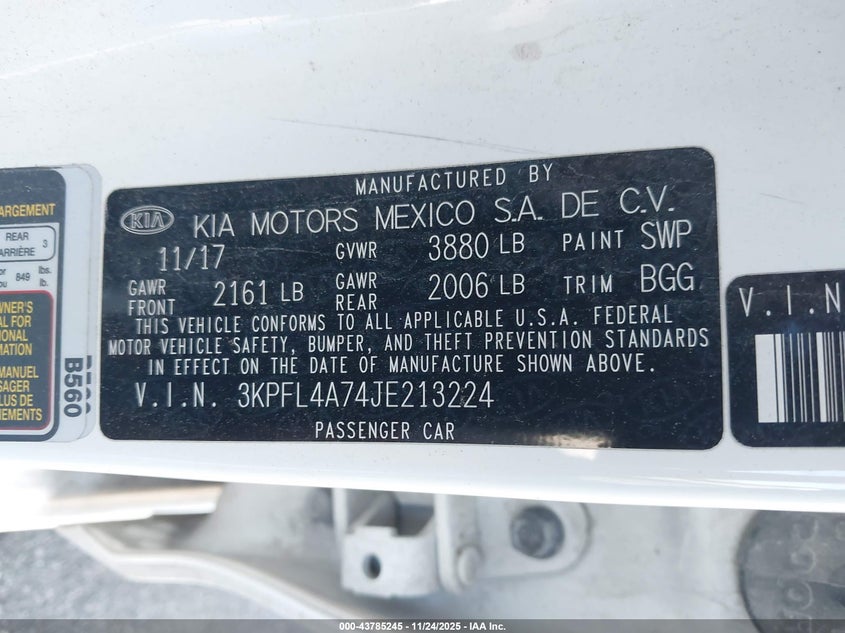 MANUFACTURED BY
KIA KIA MOTORS MEXICO S.A. DE C.V.
11/17 GVWR 3880 LB PAINT SWP
GAWR FRONT 2161 LB GAWR REAR 2006 LB TRIM BGG
THIS VEHICLE CONFORMS TO ALL APPLICABLE U.S.A. FEDERAL
MOTOR VEHICLE SAFETY, BUMPER, AND THEFT PREVENTION STANDARDS
IN EFFECT ON THE DATE OF MANUFACTURE SHOWN ABOVE.
V.I.N. 3KPFL4A74JE213224
PASSENGER CAR
REAR
3
849 lbs.
B560
V.I.N
000-43785245 - 11/24/2025 - IAA Inc.